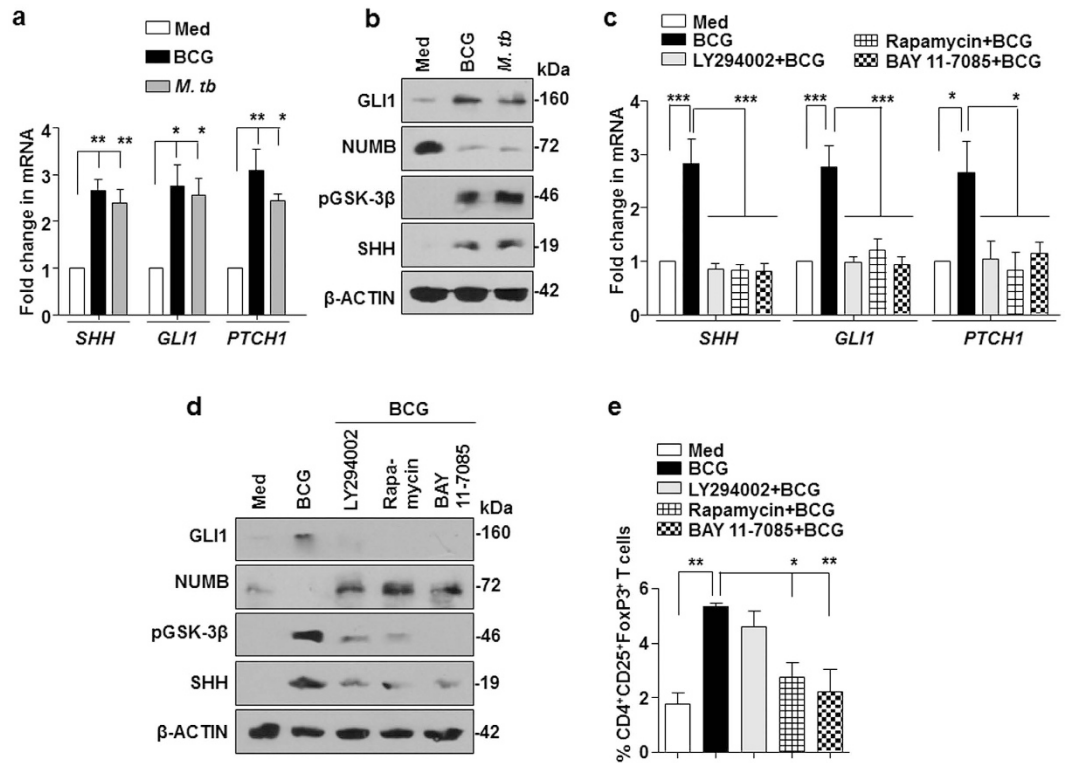 a
Med
BCG
M. tb
Fold change in mRNA
4
3
2
1
0
** **
* *
** *
SHH GLI1 PTCH1
b
Med BCG M. tb
kDa
GLI1 -160
NUMB -72
pGSK-3β -46
SHH -19
β-ACTIN -42
c
Med
BCG
LY294002+BCG
Rapamycin+BCG
BAY 11-7085+BCG
Fold change in mRNA
4
3
2
1
0
*** ***
*** ***
* *
SHH GLI1 PTCH1
d
BCG
Med BCG LY294002 Rapa-
mycin BAY
11-7085
kDa
GLI1 -160
NUMB -72
pGSK-3β -46
SHH -19
β-ACTIN -42
e
Med
BCG
LY294002+BCG
Rapamycin+BCG
BAY 11-7085+BCG
% CD4⁺CD25⁺FoxP3⁺ T cells
6
4
2
0
** * **